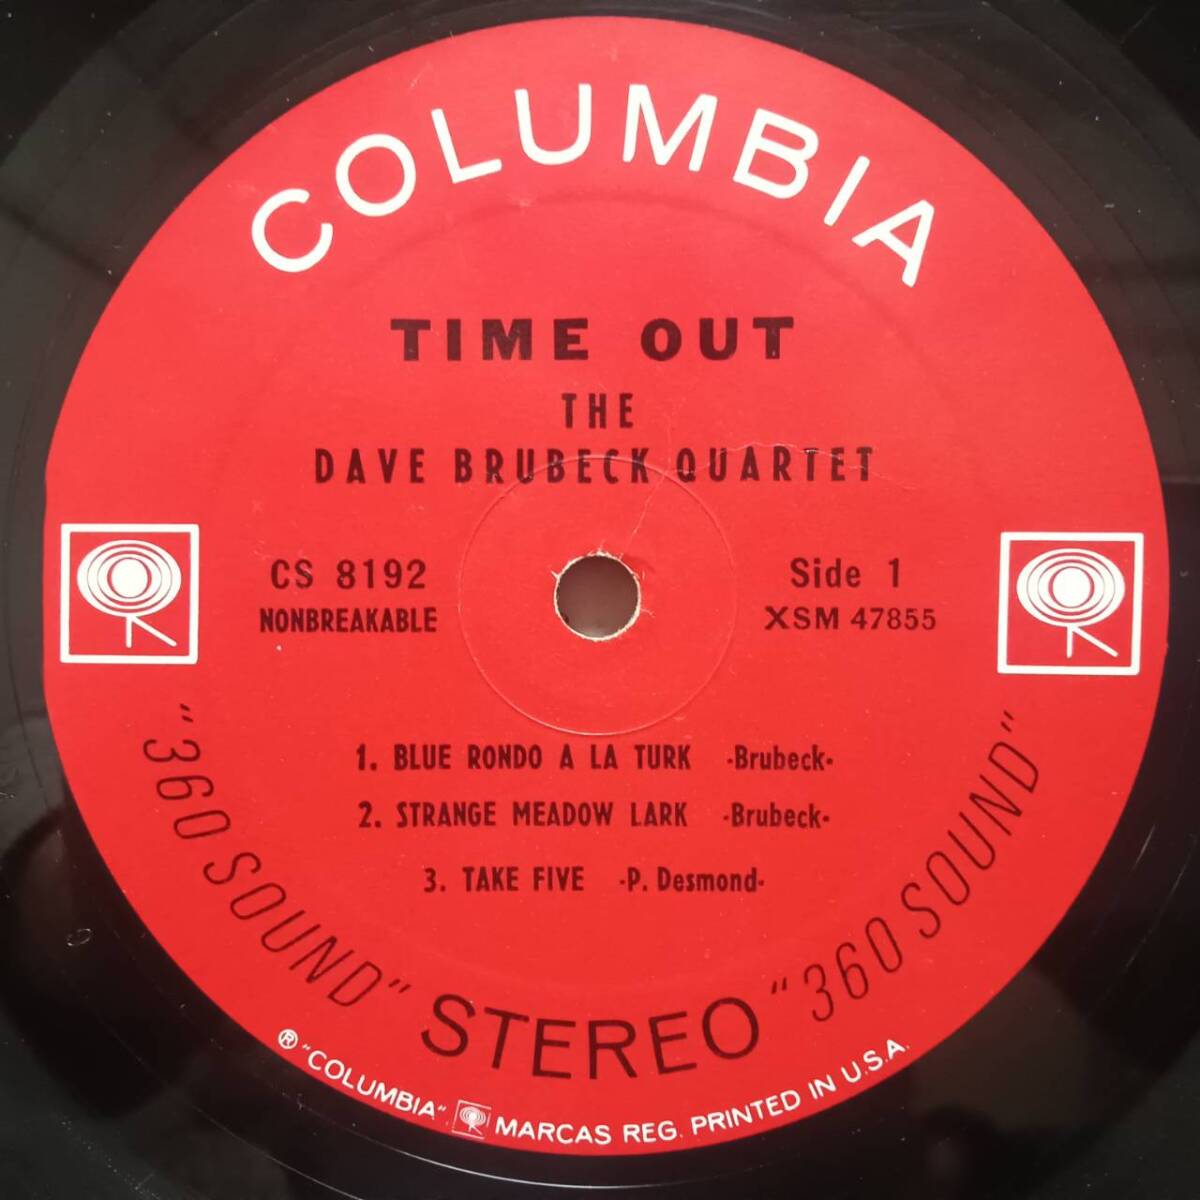 COLUMBIA
TIME OUT
THE
DAVE BRUBECK QUARTET
CS 8192
NONBREAKABLE
Side 1
XSM 47855
1. BLUE RONDO A LA TURK -Brubeck-
2. STRANGE MEADOW LARK -Brubeck-
3. TAKE FIVE -P. Desmond-
"360 SOUND" STEREO "360 SOUND"
® "COLUMBIA" MARCAS REG. PRINTED IN U.S.A.